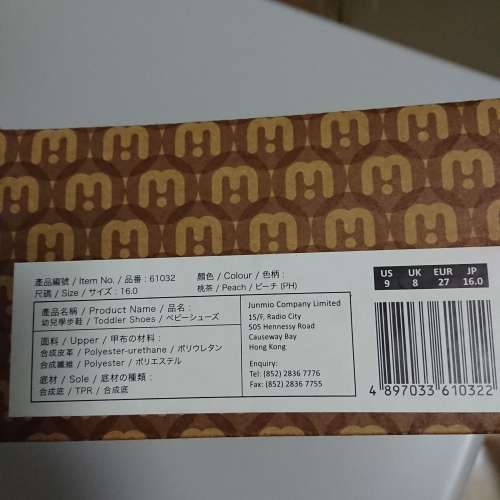 產品編號 / Item No. / 品番 : 61032
尺碼 / Size / サイズ : 16.0
顏色 / Colour / 色柄 :
桃茶 / Peach / ピーチ (PH)
US 9
UK 8
EUR 27
JP 16.0
產品名稱 / Product Name / 品名 :
幼兒學步鞋 / Toddler Shoes / ベビーシューズ
面料 / Upper / 甲布の材料 :
合成皮革 / Polyester-urethane / ポリウレタン
合成纖維 / Polyester / ポリエステル
底材 / Sole / 底材の種類 :
合成底 / TPR / 合成底
Junmio Company Limited
15/F, Radio City
505 Hennessy Road
Causeway Bay
Hong Kong
Enquiry:
Tel: (852) 2836 7776
Fax: (852) 2836 7755
4 897033 610322